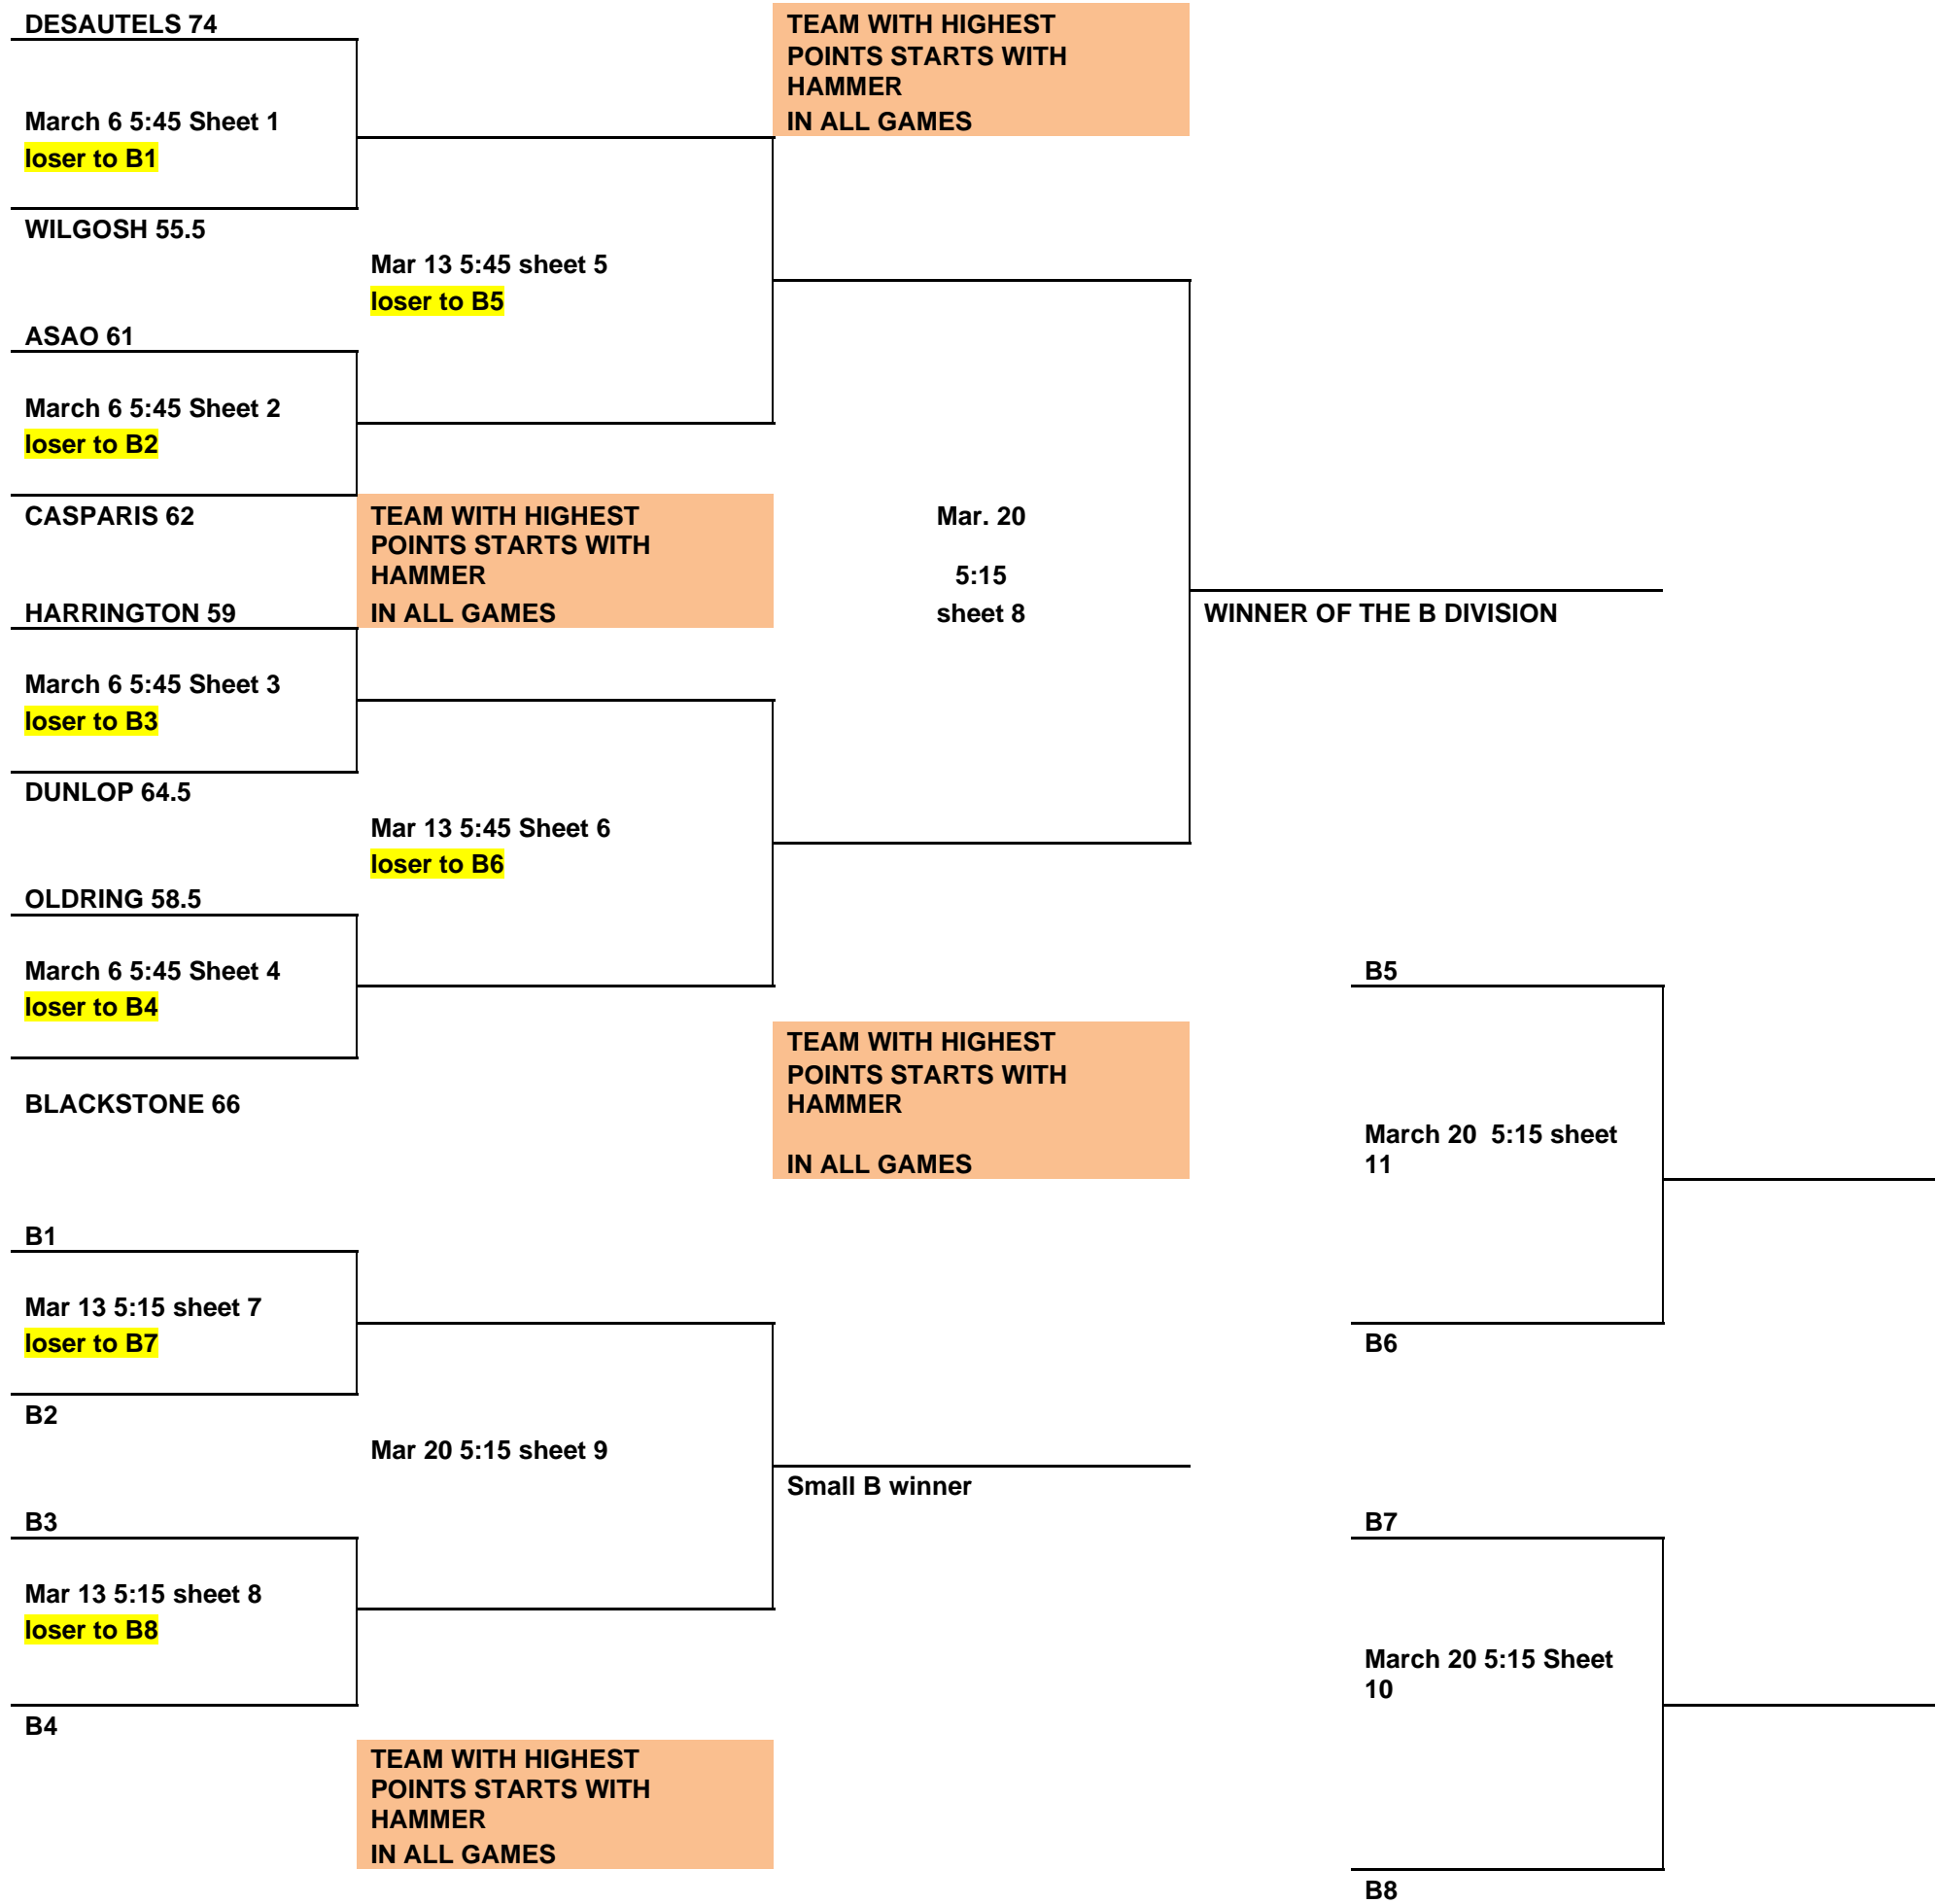 DESAUTELS 74
TEAM WITH HIGHEST
POINTS STARTS WITH
HAMMER
IN ALL GAMES
March 6 5:45 Sheet 1
loser to B1
WILGOSH 55.5
Mar 13 5:45 sheet 5
loser to B5
ASAO 61
March 6 5:45 Sheet 2
loser to B2
CASPARIS 62
TEAM WITH HIGHEST
POINTS STARTS WITH
HAMMER
IN ALL GAMES
Mar. 20
5:15
sheet 8
HARRINGTON 59
WINNER OF THE B DIVISION
March 6 5:45 Sheet 3
loser to B3
DUNLOP 64.5
Mar 13 5:45 Sheet 6
loser to B6
OLDRING 58.5
March 6 5:45 Sheet 4
loser to B4
BLACKSTONE 66
TEAM WITH HIGHEST
POINTS STARTS WITH
HAMMER
IN ALL GAMES
B5
March 20 5:15 sheet
11
B6
B1
Mar 13 5:15 sheet 7
loser to B7
B2
Mar 20 5:15 sheet 9
Small B winner
B3
Mar 13 5:15 sheet 8
loser to B8
B4
B7
March 20 5:15 Sheet
10
B8
TEAM WITH HIGHEST
POINTS STARTS WITH
HAMMER
IN ALL GAMES